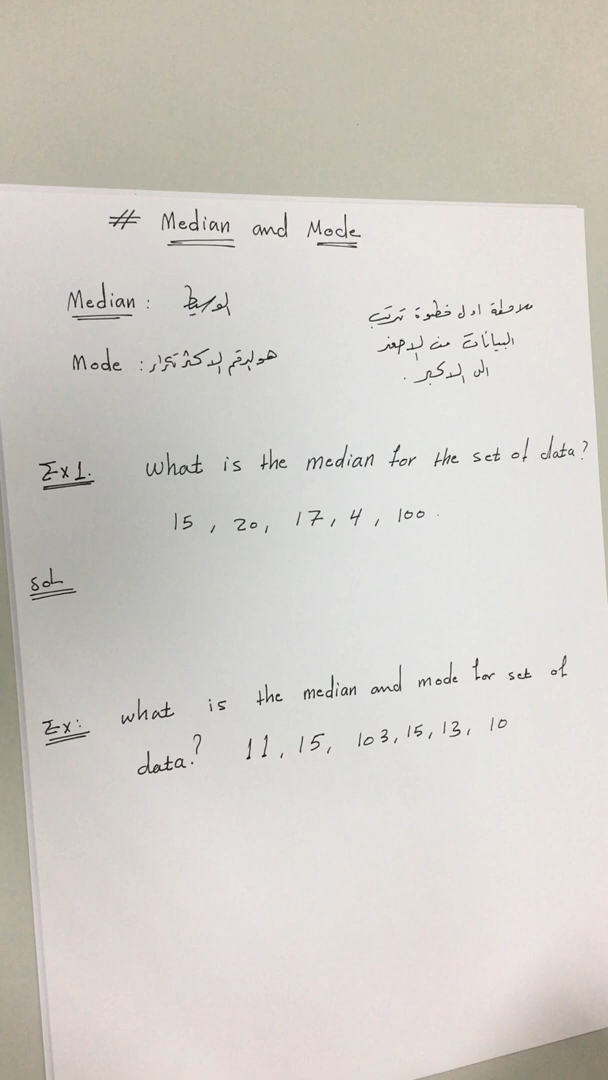 # Median and Mode
Median : الوسيط
Mode : هو الرقم الاكثر تكرار
ملاحظة اول خطوة ترتب
البيانات من الاصغر
الى الاكبر .
Ex1. What is the median for the set of data?
15 , 20 , 17 , 4 , 100 .
Sol
Ex: what is the median and mode for set of
data? 11 , 15 , 103 , 15 , 13 , 10